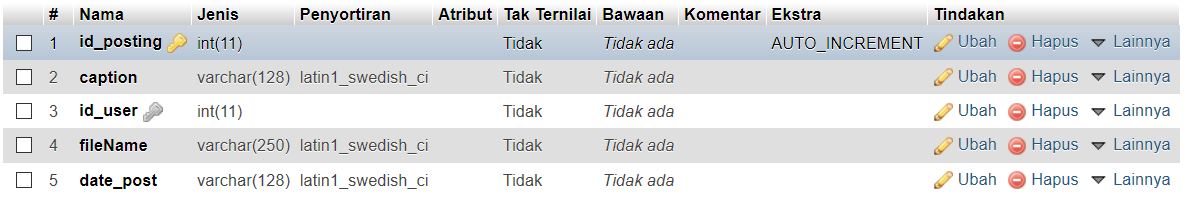 # Nama Jenis Penyortiran Atribut Tak Ternilai Bawaan Komentar Ekstra Tindakan
1 id_posting int(11) Tidak Tidak ada AUTO_INCREMENT Ubah Hapus Lainnya
2 caption varchar(128) latin1_swedish_ci Tidak Tidak ada Ubah Hapus Lainnya
3 id_user int(11) Tidak Tidak ada Ubah Hapus Lainnya
4 fileName varchar(250) latin1_swedish_ci Tidak Tidak ada Ubah Hapus Lainnya
5 date_post varchar(128) latin1_swedish_ci Tidak Tidak ada Ubah Hapus Lainnya